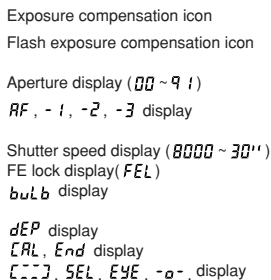 Exposure compensation icon
Flash exposure compensation icon
Aperture display ( 00 ~ 91 )
AF , - 1 , -2 , -3 display
Shutter speed display ( 8000 ~ 30'' )
FE lock display( FEL )
bulb display
dEP display
CAL , End display
[---] , SEL , EYE , -o- , display